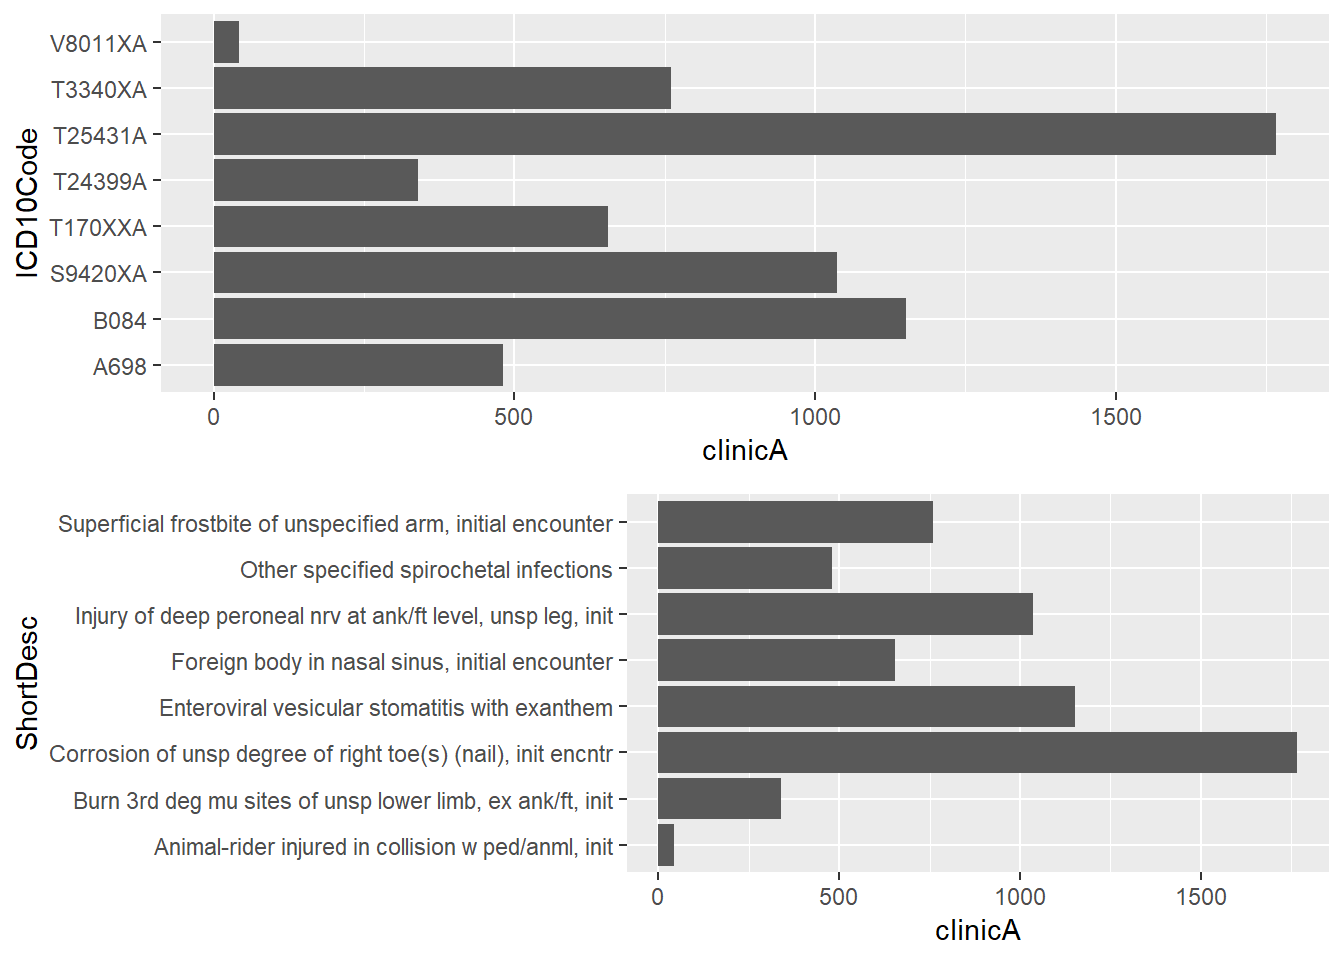 ICD10Code
V8011XA
T3340XA
T25431A
T24399A
T170XXA
S9420XA
B084
A698
0 500 1000 1500
clinicA
ShortDesc
Superficial frostbite of unspecified arm, initial encounter
Other specified spirochetal infections
Injury of deep peroneal nrv at ank/ft level, unsp leg, init
Foreign body in nasal sinus, initial encounter
Enteroviral vesicular stomatitis with exanthem
Corrosion of unsp degree of right toe(s) (nail), init encntr
Burn 3rd deg mu sites of unsp lower limb, ex ank/ft, init
Animal-rider injured in collision w ped/anml, init
0 500 1000 1500
clinicA